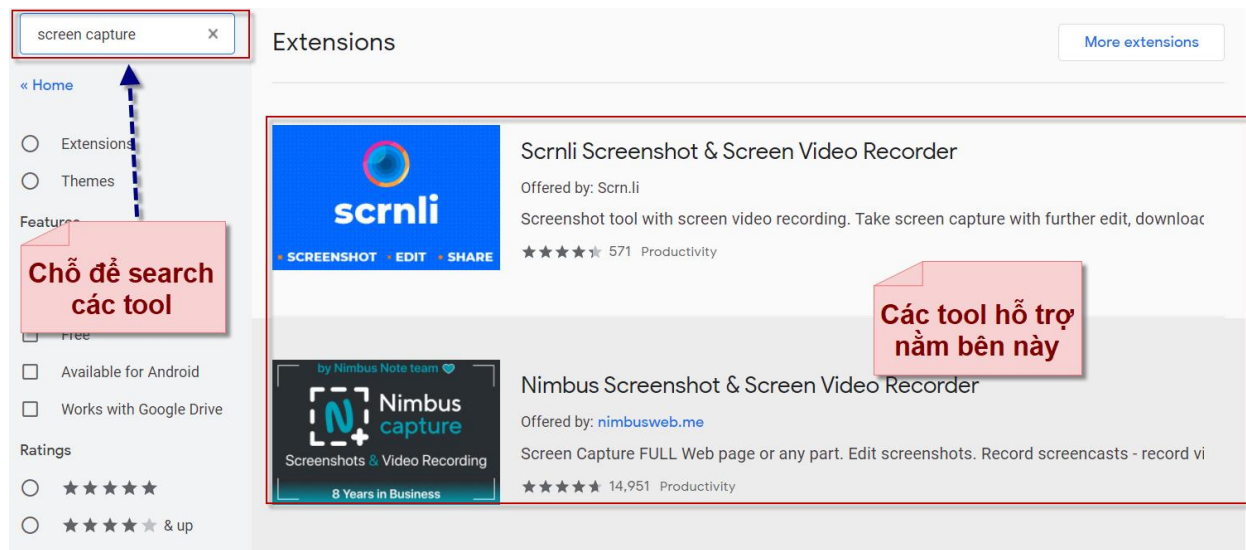 screen capture ×
« Home
Extensions
Themes
Features
Chỗ để search
các tool
Free
Available for Android
Works with Google Drive
Ratings
& up
Extensions
More extensions
scrnli
SCREENSHOT • EDIT • SHARE
Scrnli Screenshot & Screen Video Recorder
Offered by: Scrn.li
Screenshot tool with screen video recording. Take screen capture with further edit, downloac
571 Productivity
Các tool hỗ trợ
nằm bên này
by Nimbus Note team
Nimbus
capture
Screenshots & Video Recording
8 Years in Business
Nimbus Screenshot & Screen Video Recorder
Offered by: nimbusweb.me
Screen Capture FULL Web page or any part. Edit screenshots. Record screencasts - record vi
14,951 Productivity